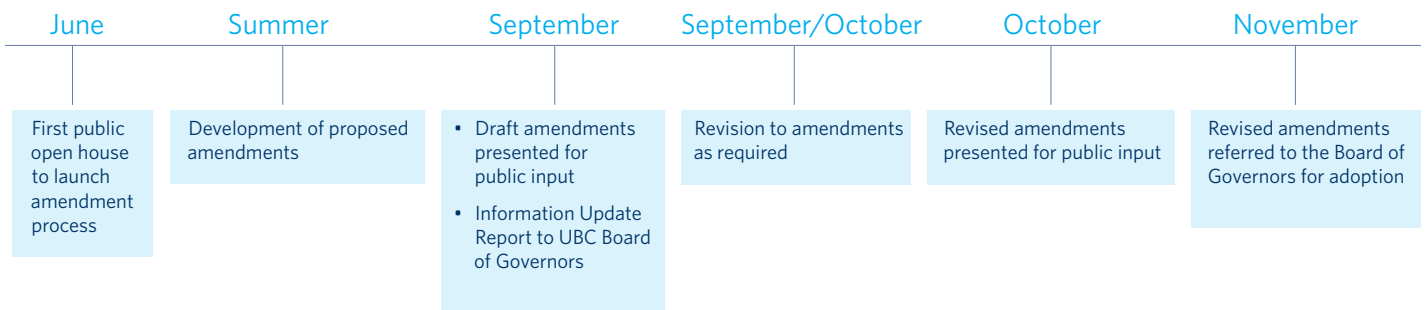 June
Summer
September
September/October
October
November
First public
open house
to launch
amendment
process
Development of proposed
amendments
• Draft amendments
presented for
public input
• Information Update
Report to UBC Board
of Governors
Revision to amendments
as required
Revised amendments
presented for public input
Revised amendments
referred to the Board of
Governors for adoption